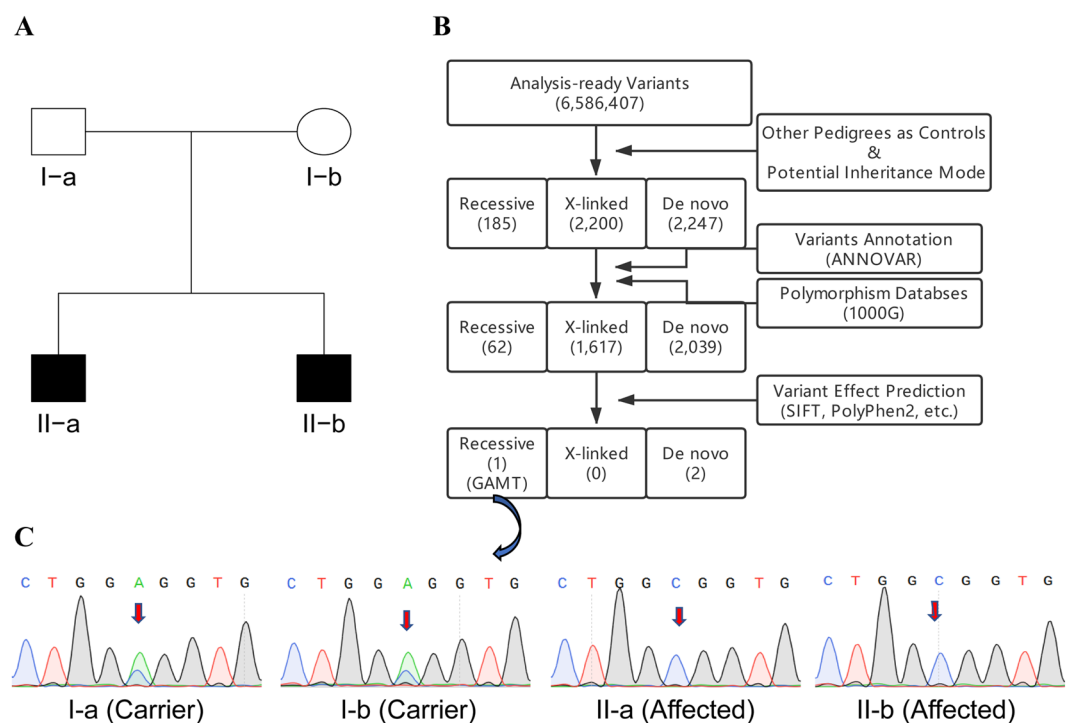 A
I-a
I-b
II-a
II-b
B
Analysis-ready Variants
(6,586,407)
Other Pedigrees as Controls
&
Potential Inheritance Mode
Recessive
(185)
X-linked
(2,200)
De novo
(2,247)
Variants Annotation
(ANNOVAR)
Polymorphism Databses
(1000G)
Recessive
(62)
X-linked
(1,617)
De novo
(2,039)
Variant Effect Prediction
(SIFT, PolyPhen2, etc.)
Recessive
(1)
(GAMT)
X-linked
(0)
De novo
(2)
C
C T G G A G G T G
C T G G A G G T G
C T G G C G G T G
C T G G C G G T G
I-a (Carrier)
I-b (Carrier)
II-a (Affected)
II-b (Affected)